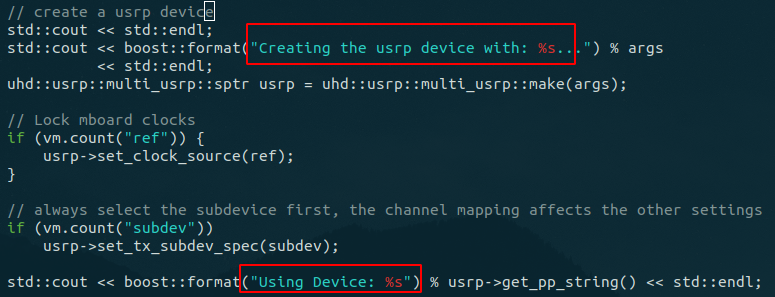 // create a usrp device
std::cout << std::endl;
std::cout << boost::format("Creating the usrp device with: %s...") % args
          << std::endl;
uhd::usrp::multi_usrp::sptr usrp = uhd::usrp::multi_usrp::make(args);

// Lock mboard clocks
if (vm.count("ref")) {
    usrp->set_clock_source(ref);
}

// always select the subdevice first, the channel mapping affects the other settings
if (vm.count("subdev"))
    usrp->set_tx_subdev_spec(subdev);

std::cout << boost::format("Using Device: %s") % usrp->get_pp_string() << std::endl;